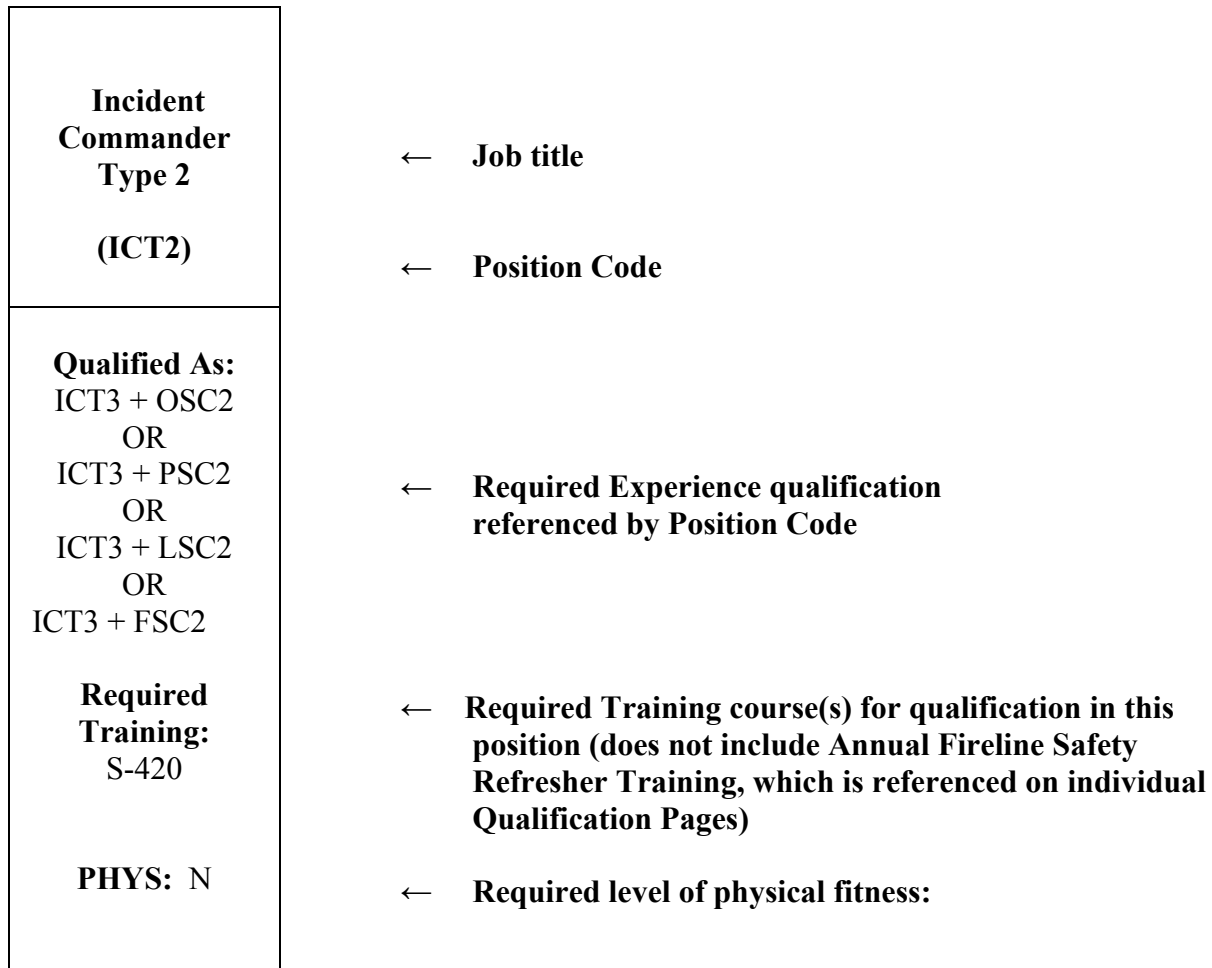 Incident
Commander
Type 2
← Job title
(ICT2)
← Position Code
Qualified As:
ICT3 + OSC2
OR
ICT3 + PSC2
OR
ICT3 + LSC2
OR
ICT3 + FSC2
← Required Experience qualification
referenced by Position Code
Required
Training:
S-420
← Required Training course(s) for qualification in this
position (does not include Annual Fireline Safety
Refresher Training, which is referenced on individual
Qualification Pages)
PHYS: N
← Required level of physical fitness: